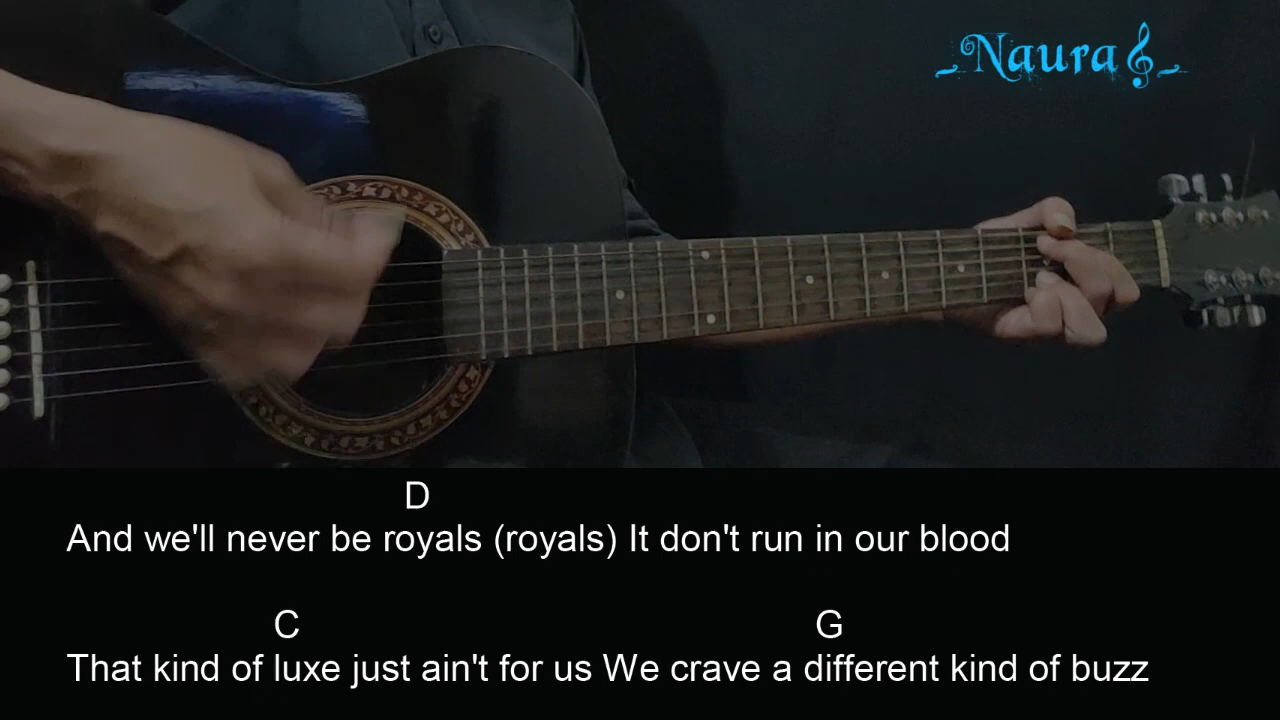 Naura
D
And we'll never be royals (royals) It don't run in our blood
C G
That kind of luxe just ain't for us We crave a different kind of buzz